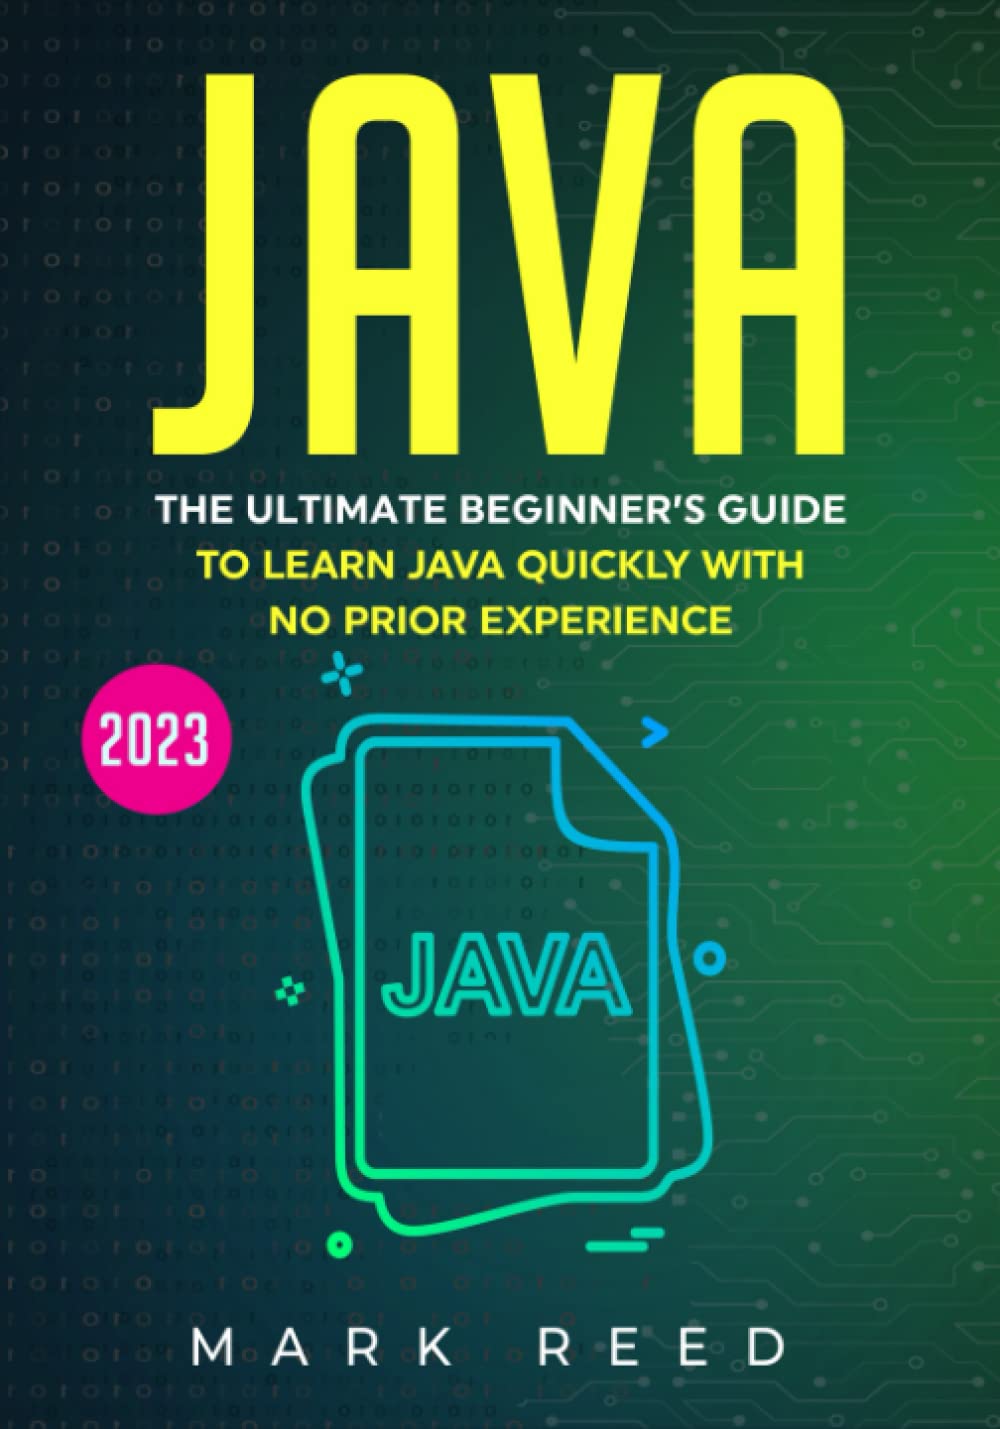 JAVA
THE ULTIMATE BEGINNER'S GUIDE
TO LEARN JAVA QUICKLY WITH
NO PRIOR EXPERIENCE
2023
JAVA
MARK REED